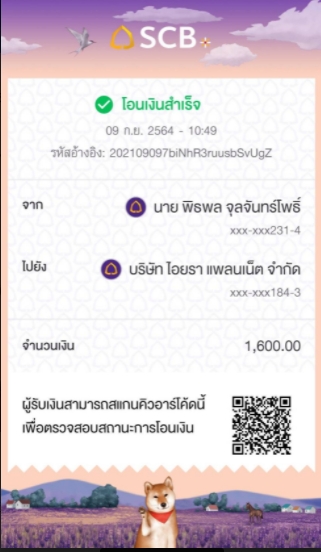 SCB
โอนเงินสำเร็จ
09 ก.ย. 2564 - 10:49
รหัสอ้างอิง: 202109097biNhR3ruusbSvUgZ
จาก
นาย พิธพล จุลจันทร์โพธิ์
xxx-xxx231-4
ไปยัง
บริษัท ไอยรา แพลนเน็ต จำกัด
xxx-xxx184-3
จำนวนเงิน 1,600.00
ผู้รับเงินสามารถสแกนคิวอาร์โค้ดนี้
เพื่อตรวจสอบสถานะการโอนเงิน